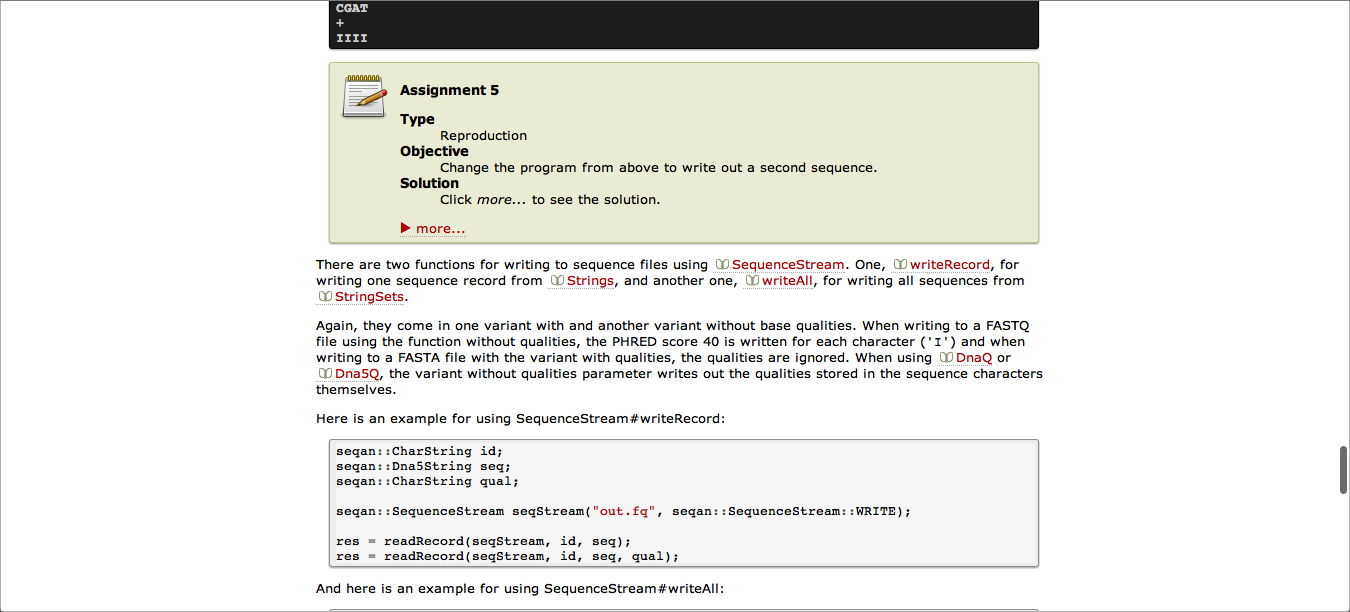 CGAT
+
IIII
Assignment 5
Type
Reproduction
Objective
Change the program from above to write out a second sequence.
Solution
Click more... to see the solution.
more...
There are two functions for writing to sequence files using SequenceStream. One, writeRecord, for
writing one sequence record from Strings, and another one, writeAll, for writing all sequences from
StringSets.
Again, they come in one variant with and another variant without base qualities. When writing to a FASTQ
file using the function without qualities, the PHRED score 40 is written for each character ('I') and when
writing to a FASTA file with the variant with qualities, the qualities are ignored. When using DnaQ or
Dna5Q, the variant without qualities parameter writes out the qualities stored in the sequence characters
themselves.
Here is an example for using SequenceStream#writeRecord:
seqan::CharString id;
seqan::Dna5String seq;
seqan::CharString qual;
seqan::SequenceStream seqStream("out.fq", seqan::SequenceStream::WRITE);
res = readRecord(seqStream, id, seq);
res = readRecord(seqStream, id, seq, qual);
And here is an example for using SequenceStream#writeAll: